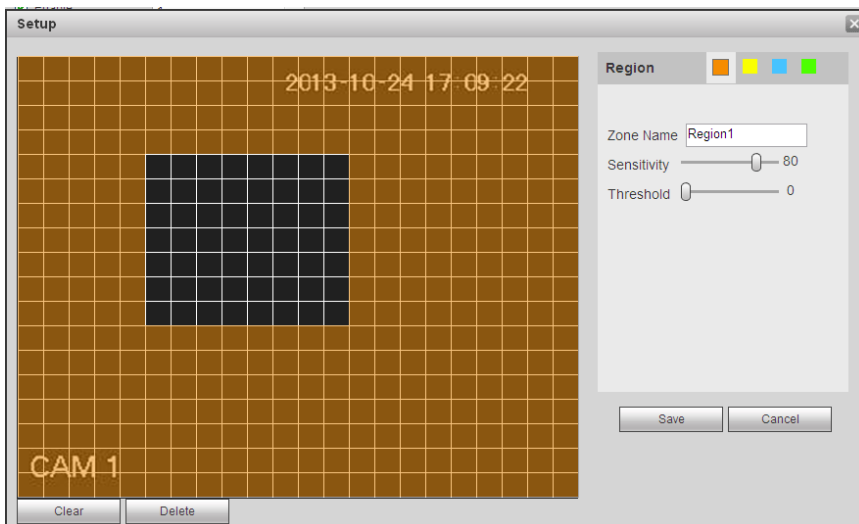 Setup
2013-10-24 17:09:22
Region
Zone Name Region1
Sensitivity 80
Threshold 0
Save Cancel
CAM 1
Clear Delete